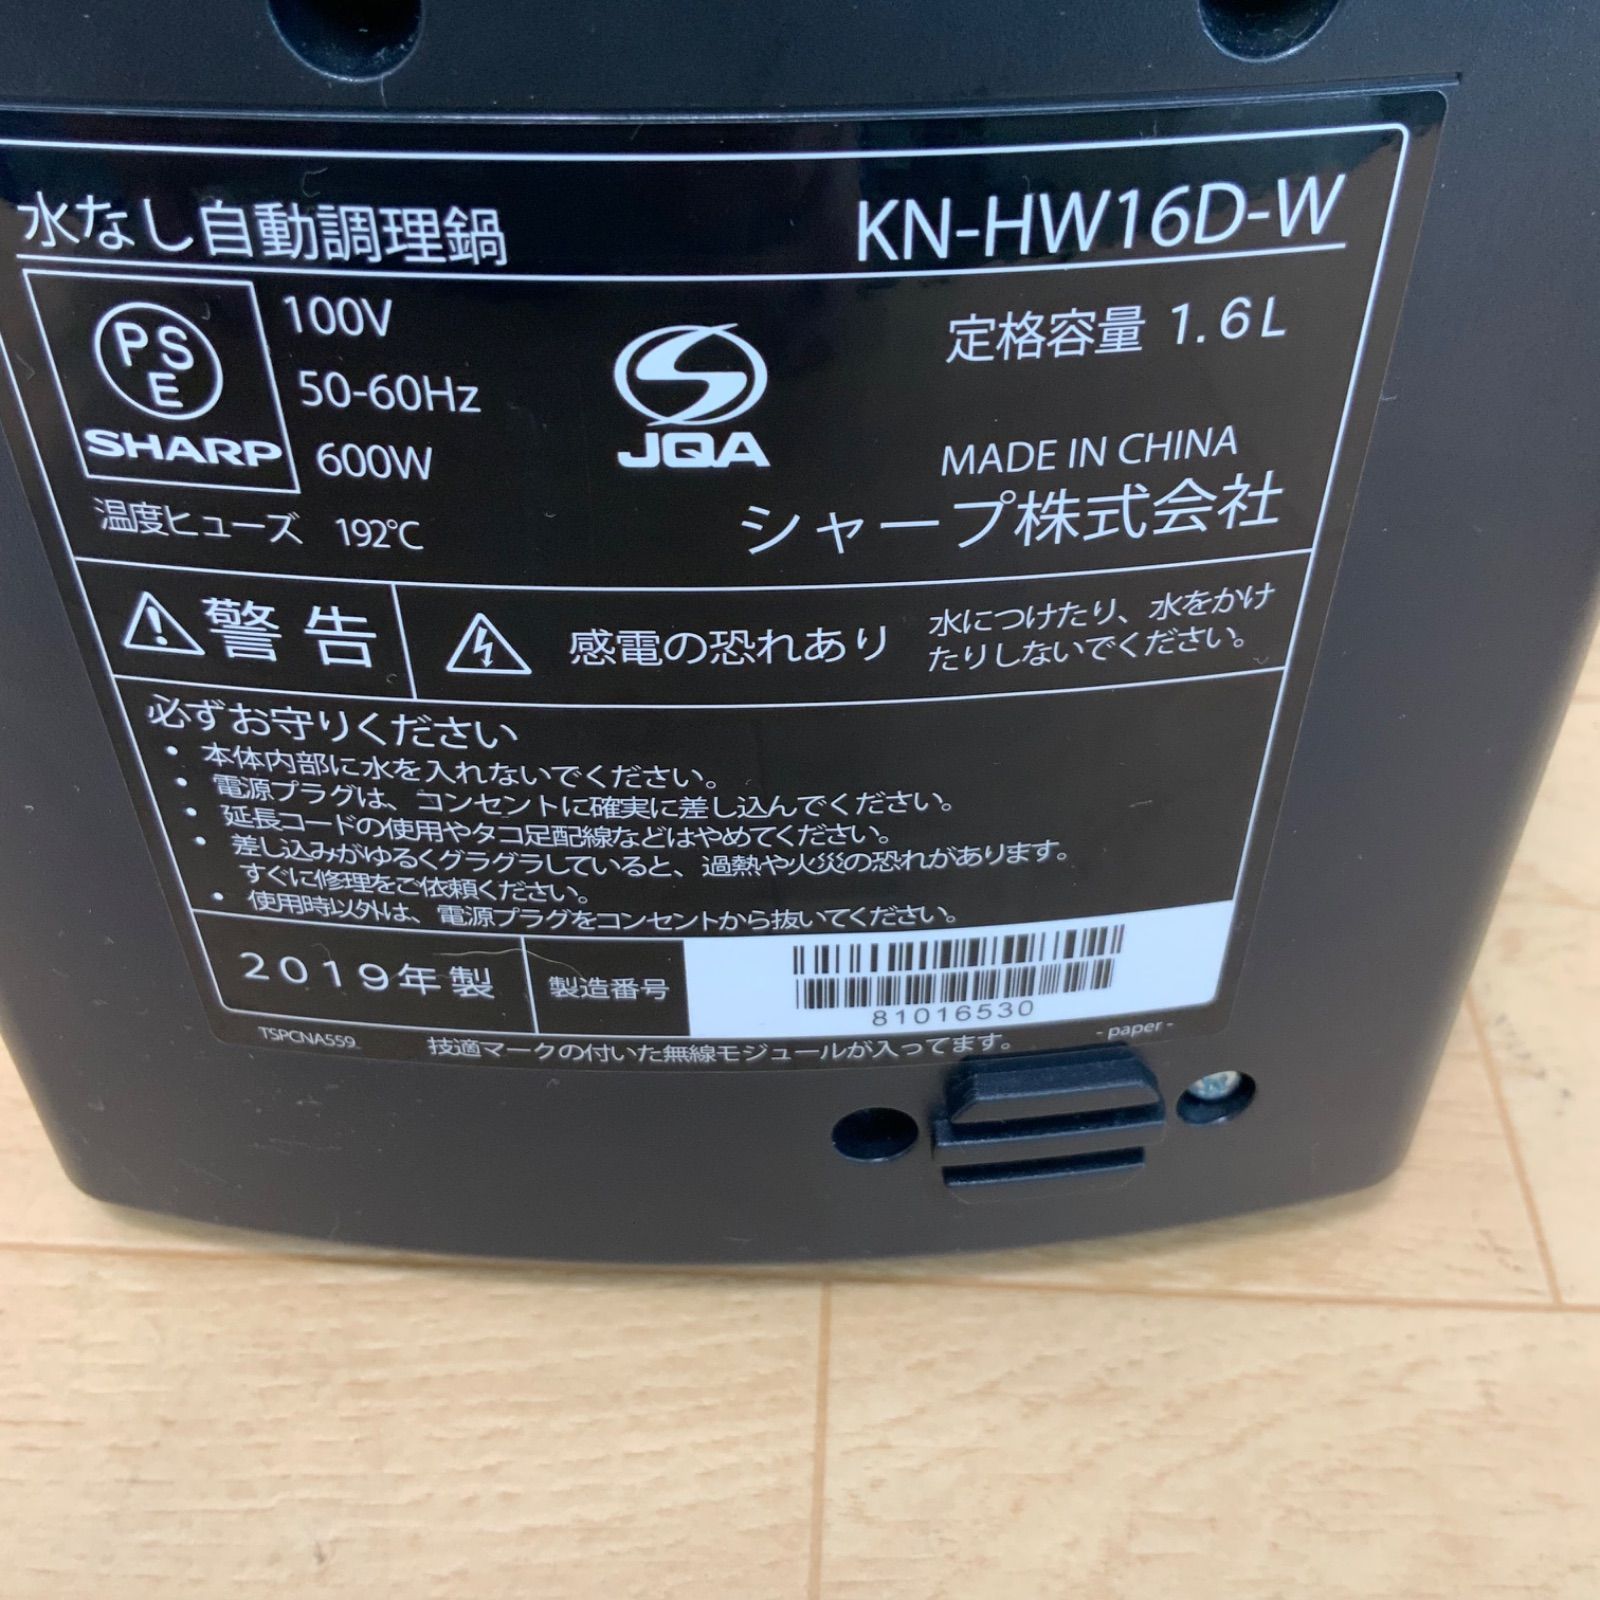 水なし自動調理鍋 KN-HW16D-W
PSE
SHARP
100V
50-60Hz
600W
温度ヒューズ 192℃
JQA
定格容量 1.6L
MADE IN CHINA
シャープ株式会社
警告
感電の恐れあり
水につけたり、水をかけ
たりしないでください。
必ずお守りください
・本体内部に水を入れないでください。
・電源プラグは、コンセントに確実に差し込んでください。
・延長コードの使用やタコ足配線などはやめてください。
・差し込みがゆるくグラグラしていると、過熱や火災の恐れがあります。
すぐに修理をご依頼ください。
・使用時以外は、電源プラグをコンセントから抜いてください。
2019年製 製造番号
81016530
TSPCNA559 技適マークの付いた無線モジュールが入ってます。 - paper -